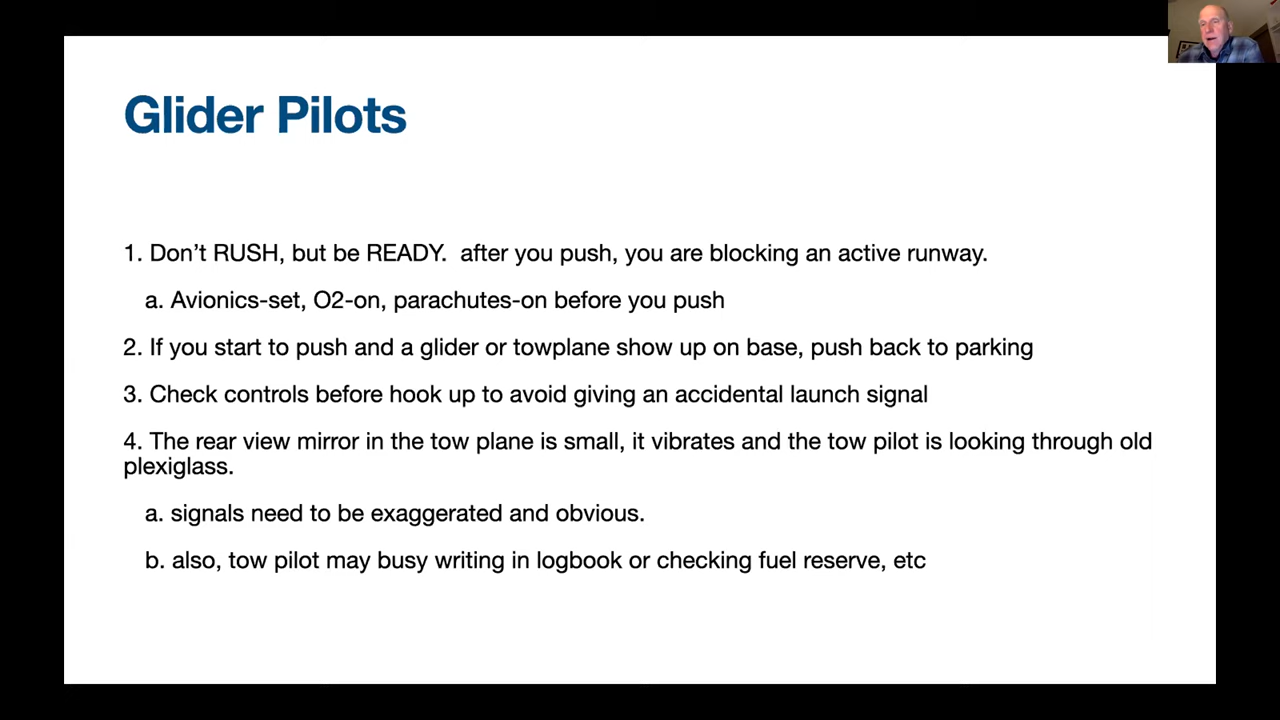 Glider Pilots
1. Don’t RUSH, but be READY.  after you push, you are blocking an active runway.
a. Avionics-set, O2-on, parachutes-on before you push
2. If you start to push and a glider or towplane show up on base, push back to parking
3. Check controls before hook up to avoid giving an accidental launch signal
4. The rear view mirror in the tow plane is small, it vibrates and the tow pilot is looking through old
plexiglass.
a. signals need to be exaggerated and obvious.
b. also, tow pilot may busy writing in logbook or checking fuel reserve, etc